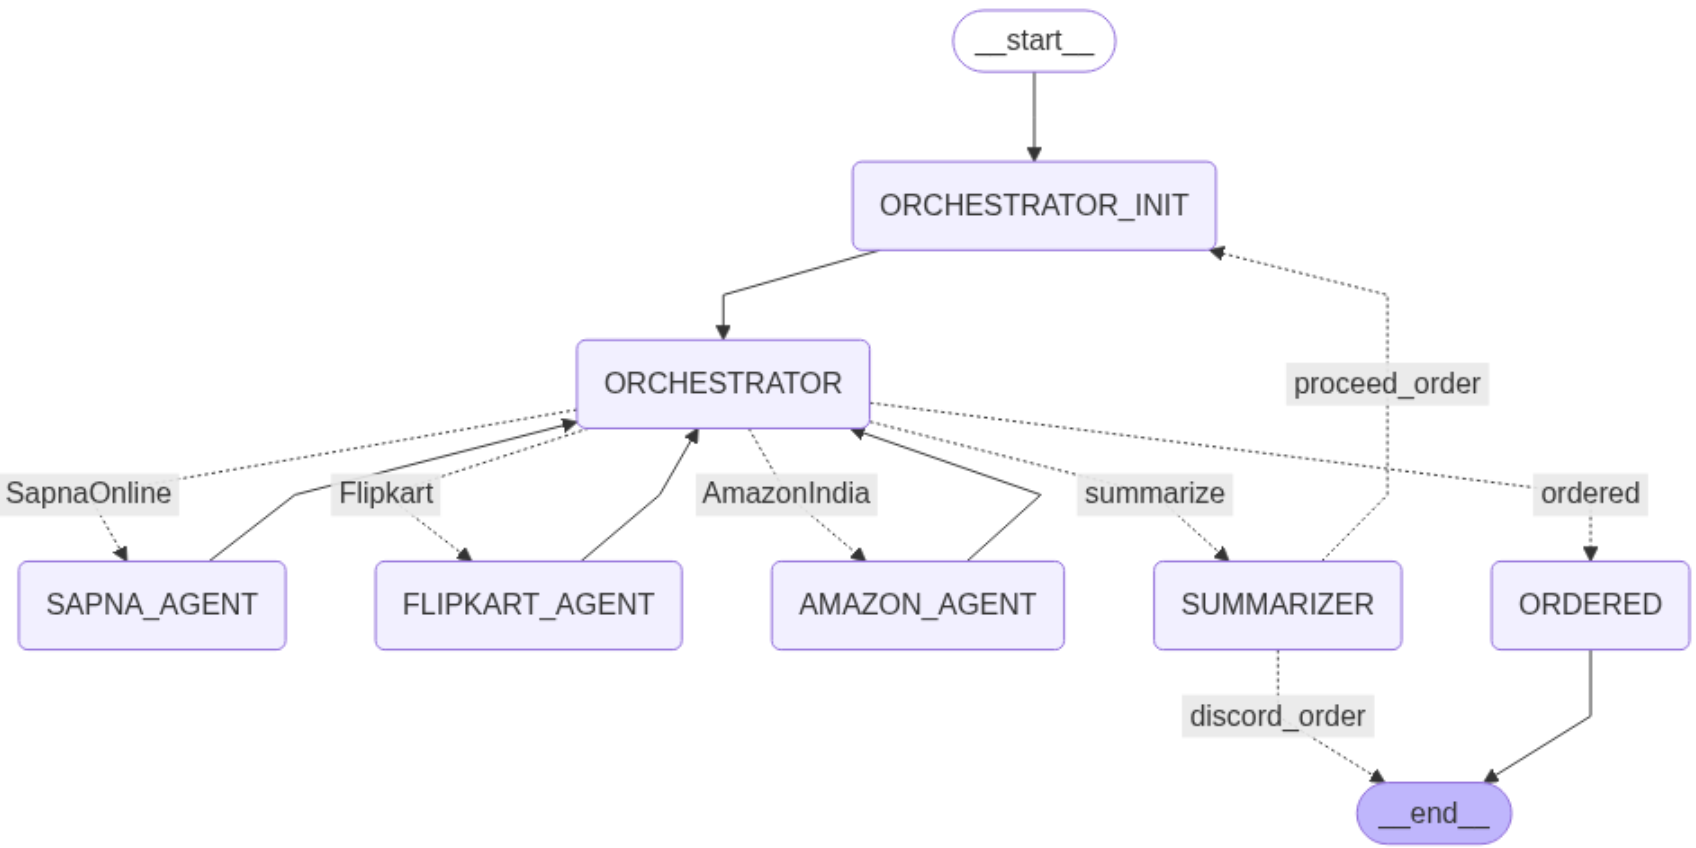 __start__
ORCHESTRATOR_INIT
ORCHESTRATOR
proceed_order
SapnaOnline
Flipkart
AmazonIndia
summarize
ordered
SAPNA_AGENT
FLIPKART_AGENT
AMAZON_AGENT
SUMMARIZER
ORDERED
discord_order
__end__